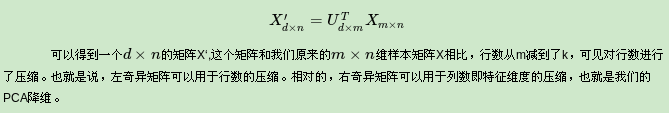 X′d×n = U^T d×m Xm×n
可以得到一个d×n的矩阵X‘,这个矩阵和我们原来的m×n维样本矩阵X相比，行数从m减到了k，可见对行数进行
了压缩。也就是说，左奇异矩阵可以用于行数的压缩。相对的，右奇异矩阵可以用于列数即特征维度的压缩，也就是我们的
PCA降维。